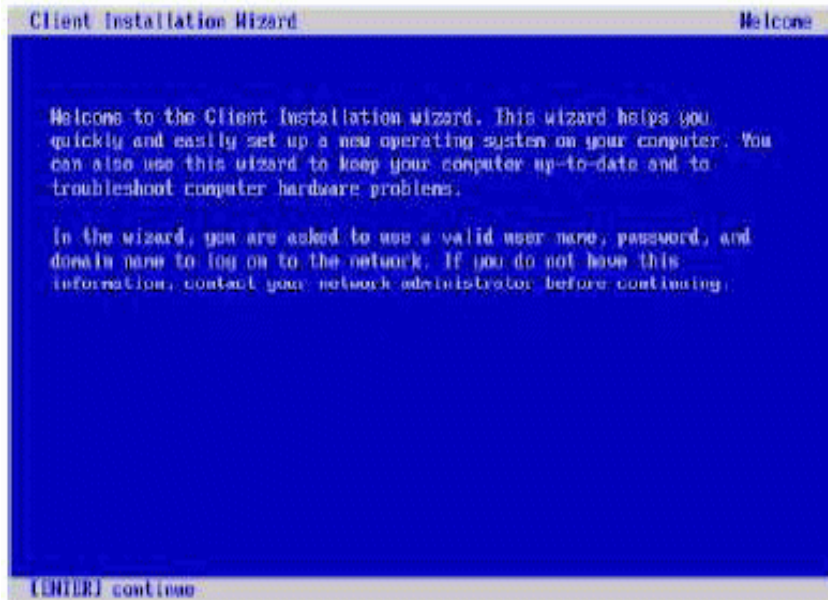 Client Installation Wizard Welcome
Welcome to the Client Installation wizard. This wizard helps you
quickly and easily set up a new operating system on your computer. You
can also use this wizard to keep your computer up-to-date and to
troubleshoot computer hardware problems.
In the wizard, you are asked to use a valid user name, password, and
domain name to log on to the network. If you do not have this
information, contact your network administrator before continuing.
[ENTER] continue